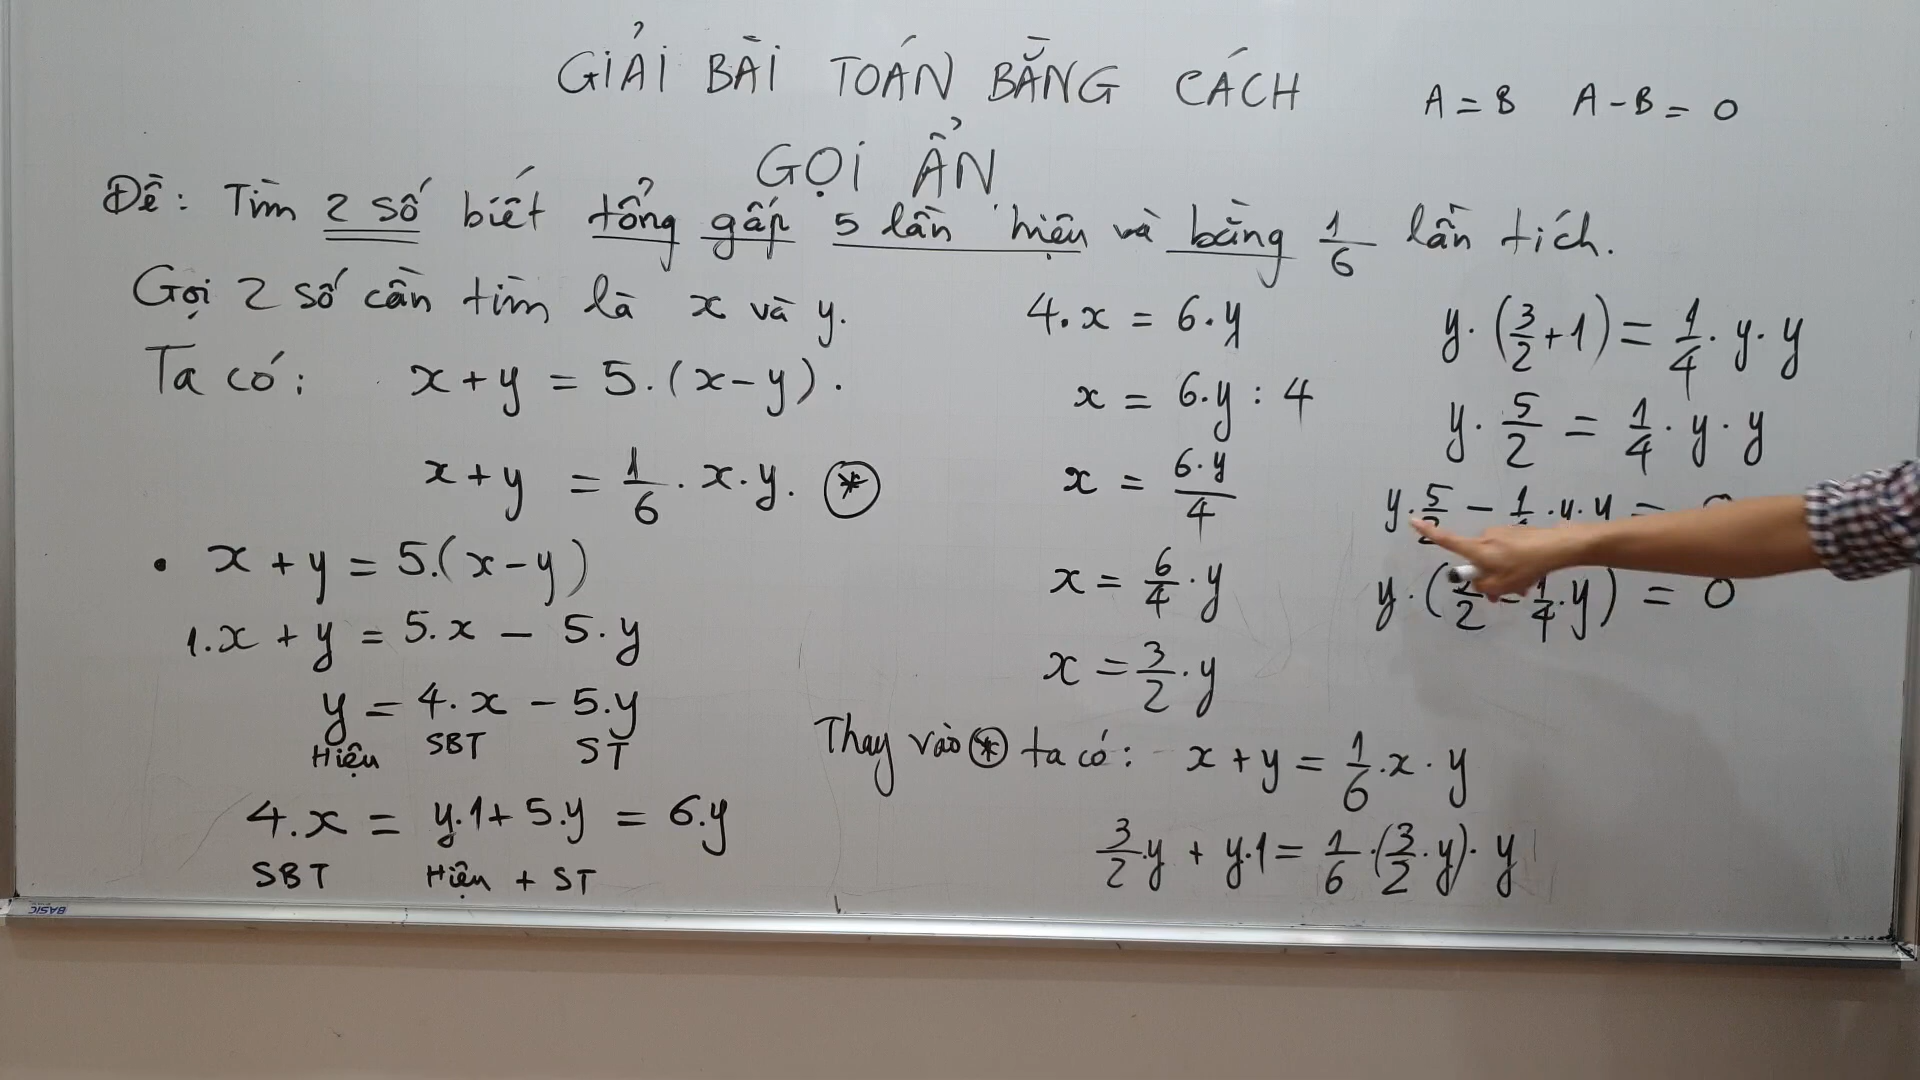 GIẢI BÀI TOÁN BẰNG CÁCH
GỌI ẨN
A = B A - B = 0
Đề: Tìm 2 số biết tổng gấp 5 lần hiệu và bằng 1/6 lần tích.
Gọi 2 số cần tìm là x và y.
Ta có: x + y = 5.(x - y).
x + y = 1/6 . x . y. (*)
• x + y = 5.(x - y)
1.x + y = 5.x - 5.y
y = 4.x - 5.y
Hiệu SBT ST
4.x = y.1 + 5.y = 6.y
SBT Hiệu + ST
4.x = 6.y
x = 6.y : 4
x = 6.y/4
x = 6/4 . y
x = 3/2 . y
Thay vào (*) ta có: x + y = 1/6 . x . y
3/2.y + y.1 = 1/6 . (3/2 . y) . y
y . (3/2 + 1) = 1/4 . y . y
y . 5/2 = 1/4 . y . y
y . 5 - 1 . y . y =
y . ( /2 - 1/4 . y) = 0
BASIC